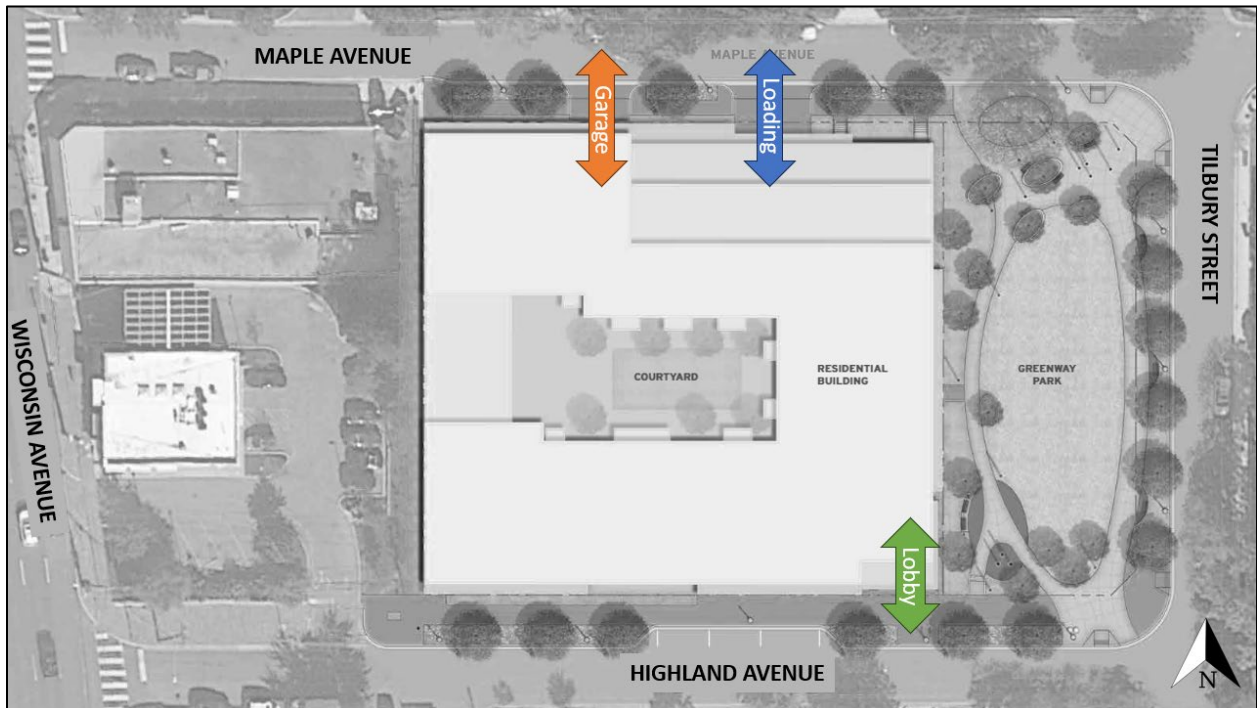 MAPLE AVENUE
MAPLE AVENUE
Garage
Loading
TILBURY STREET
WISCONSIN AVENUE
COURTYARD
RESIDENTIAL
BUILDING
GREENWAY
PARK
Lobby
HIGHLAND AVENUE
N